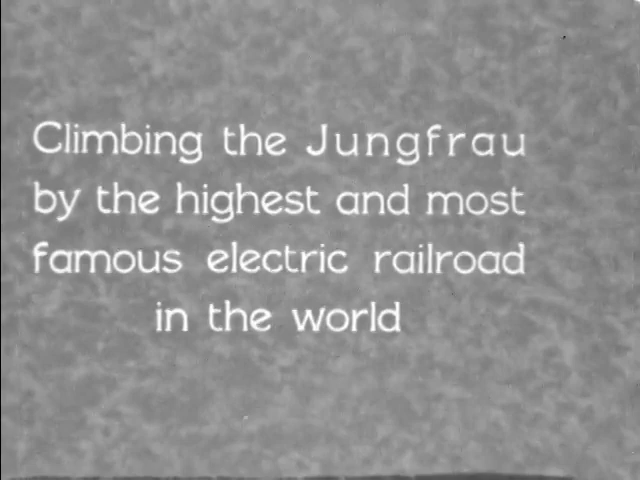 Climbing the Jungfrau
by the highest and most
famous electric railroad
in the world